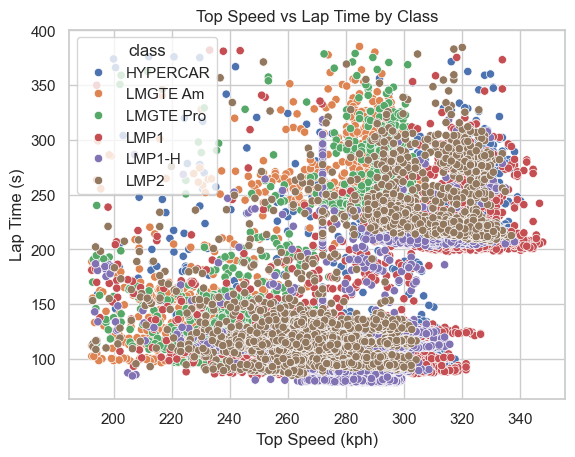 Top Speed vs Lap Time by Class
400
350
300
250
200
150
100
Lap Time (s)
class
HYPERCAR
LMGTE Am
LMGTE Pro
LMP1
LMP1-H
LMP2
200
220
240
260
280
300
320
340
Top Speed (kph)